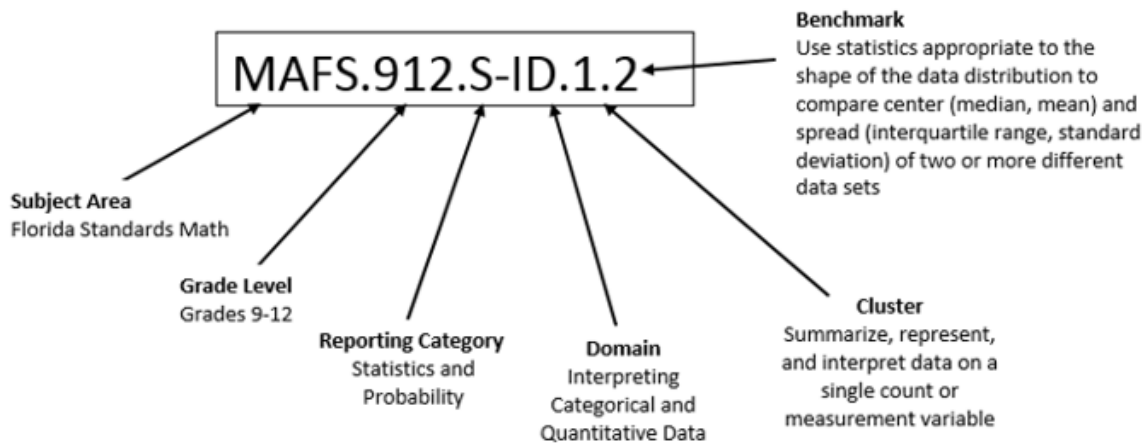 MAFS.912.S-ID.1.2
Benchmark
Use statistics appropriate to the
shape of the data distribution to
compare center (median, mean) and
spread (interquartile range, standard
deviation) of two or more different
data sets
Subject Area
Florida Standards Math
Grade Level
Grades 9-12
Reporting Category
Statistics and
Probability
Domain
Interpreting
Categorical and
Quantitative Data
Cluster
Summarize, represent,
and interpret data on a
single count or
measurement variable